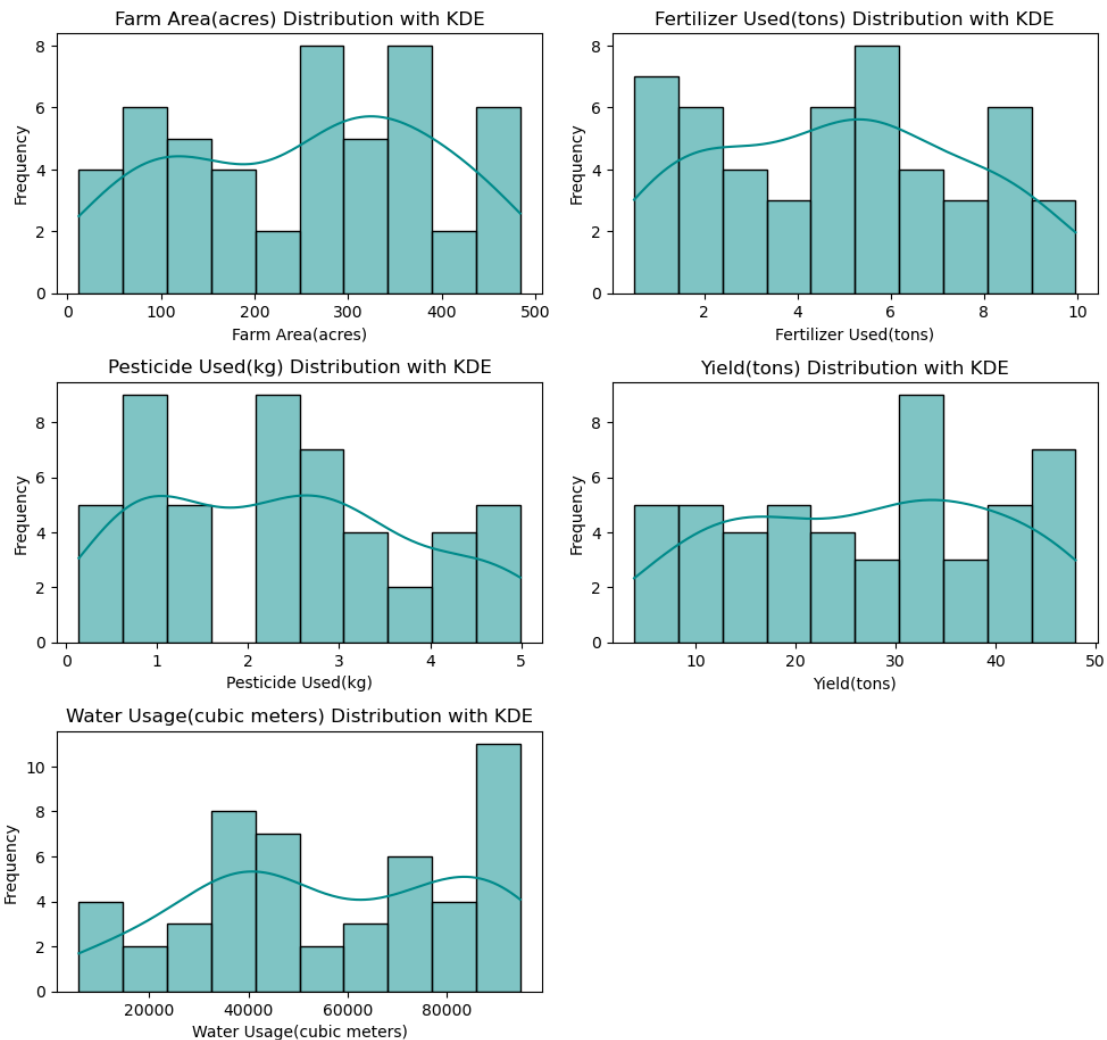 Farm Area(acres) Distribution with KDE
Frequency
8
6
4
2
0
0 100 200 300 400 500
Farm Area(acres)
Fertilizer Used(tons) Distribution with KDE
Frequency
8
6
4
2
0
2 4 6 8 10
Fertilizer Used(tons)
Pesticide Used(kg) Distribution with KDE
Frequency
8
6
4
2
0
0 1 2 3 4 5
Pesticide Used(kg)
Yield(tons) Distribution with KDE
Frequency
8
6
4
2
0
10 20 30 40 50
Yield(tons)
Water Usage(cubic meters) Distribution with KDE
Frequency
10
8
6
4
2
0
20000 40000 60000 80000
Water Usage(cubic meters)